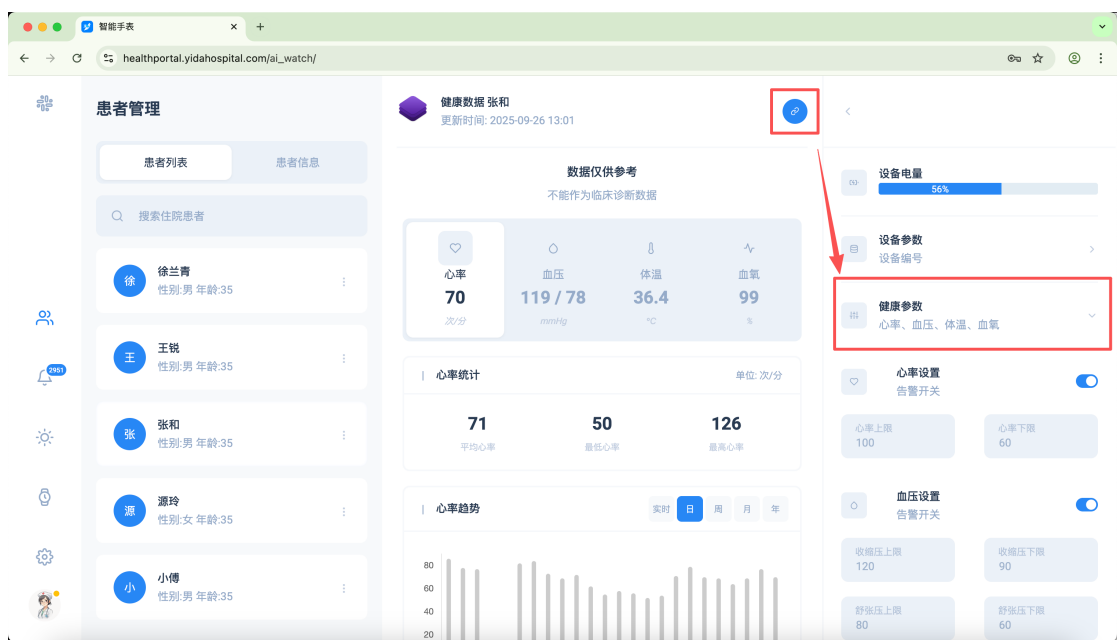 智能手表
healthportal.yidahospital.com/ai_watch/
患者管理
患者列表
患者信息
搜索住院患者
徐
徐兰青
性别:男 年龄:35
王
王锐
性别:男 年龄:35
张
张和
性别:男 年龄:35
源
源玲
性别:女 年龄:35
小
小傅
性别:男 年龄:35
2951
健康数据 张和
更新时间: 2025-09-26 13:01
数据仅供参考
不能作为临床诊断数据
心率
70
次/分
血压
119 / 78
mmHg
体温
36.4
°C
血氧
99
%
心率统计
单位: 次/分
71
平均心率
50
最低心率
126
最高心率
心率趋势
实时
日
周
月
年
80
60
40
20
设备电量
56%
设备参数
设备编号
健康参数
心率、血压、体温、血氧
心率设置
告警开关
心率上限
100
心率下限
60
血压设置
告警开关
收缩压上限
120
收缩压下限
90
舒张压上限
80
舒张压下限
60